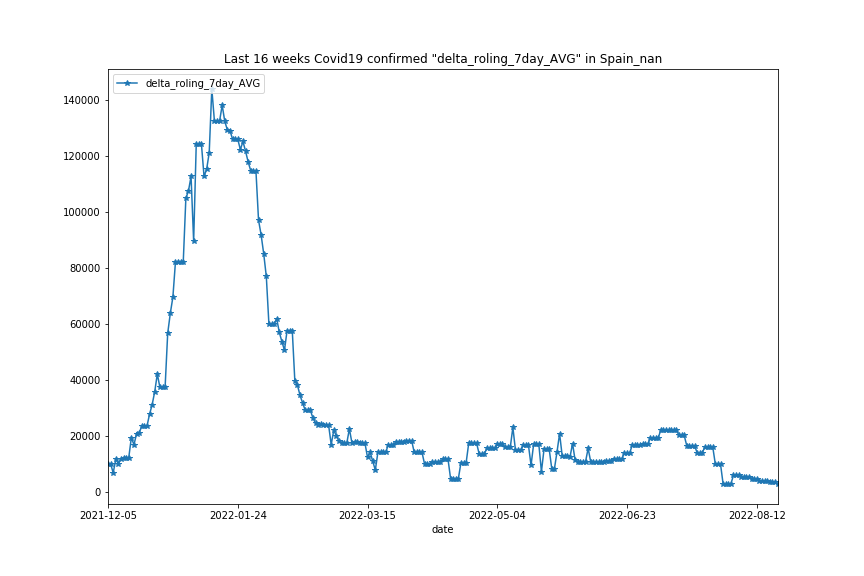 Last 16 weeks Covid19 confirmed "delta_roling_7day_AVG" in Spain_nan
delta_roling_7day_AVG
140000
120000
100000
80000
60000
40000
20000
0
2021-12-05 2022-01-24 2022-03-15 2022-05-04 2022-06-23 2022-08-12
date